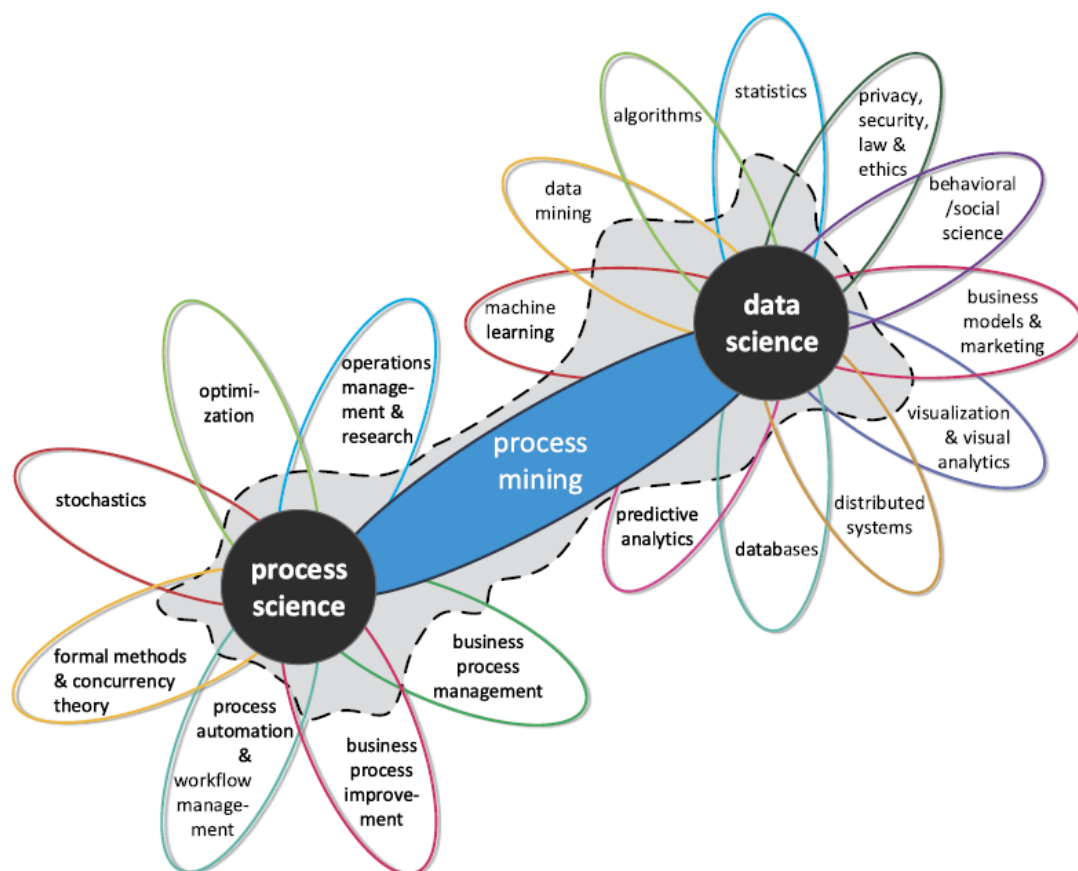 statistics
privacy,
security,
law &
ethics
algorithms
behavioral
/social
science
data
mining
machine
learning
data
science
business
models &
marketing
operations
manage-
ment &
research
optimi-
zation
visualization
& visual
analytics
process
mining
stochastics
distributed
systems
predictive
analytics
databases
process
science
formal methods
& concurrency
theory
business
process
management
process
automation
&
workflow
manage-
ment
business
process
improve-
ment